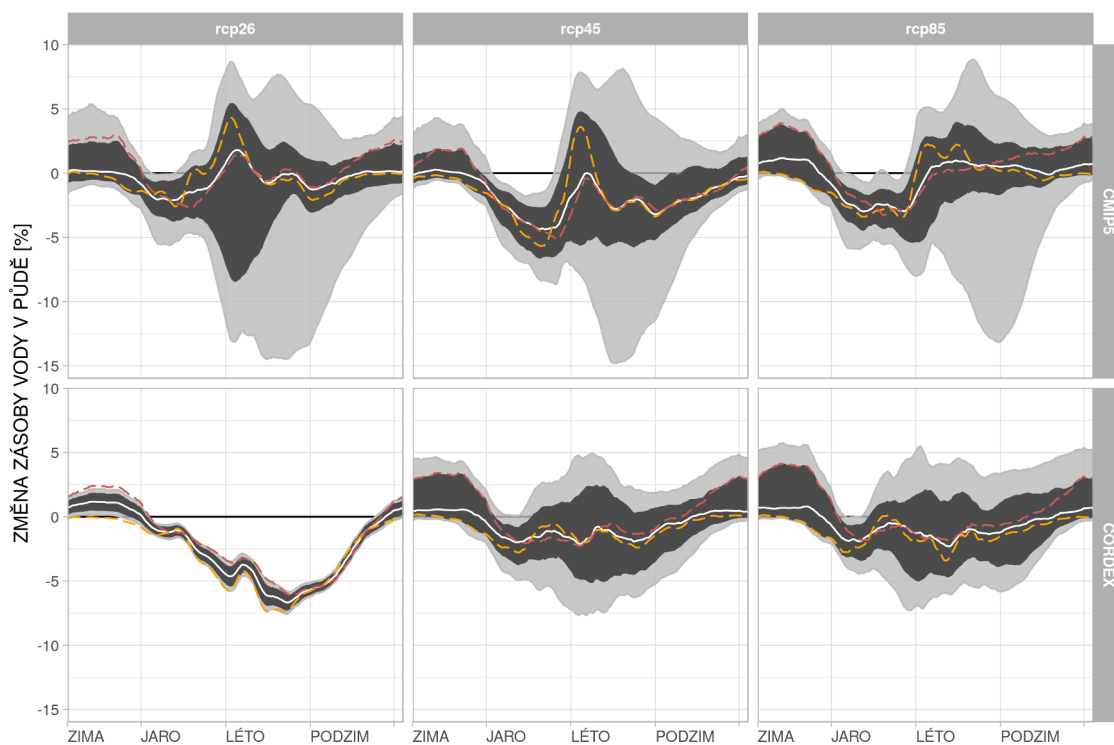 rcp26 rcp45 rcp85
ZMĚNA ZÁSOBY VODY V PŮDĚ [%]
10
5
0
-5
-10
-15
CMIP5
10
5
0
-5
-10
-15
CORDEX
ZIMA JARO LÉTO PODZIM ZIMA JARO LÉTO PODZIM ZIMA JARO LÉTO PODZIM